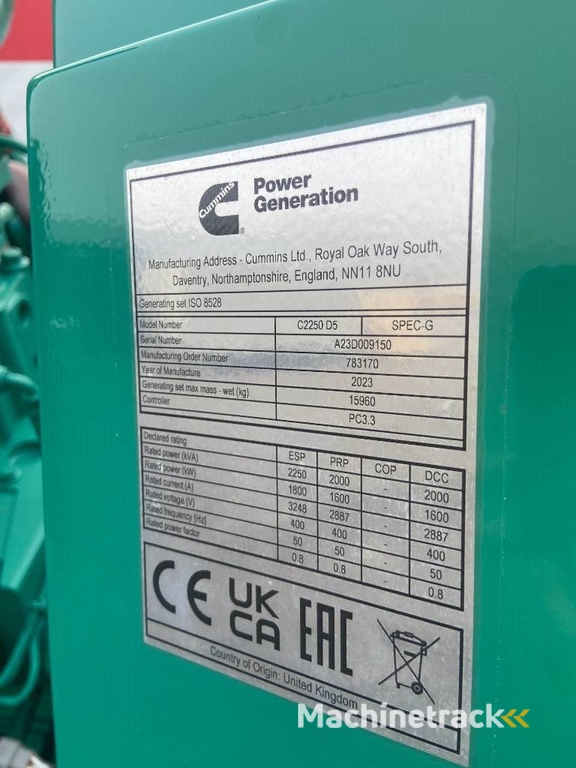 Cummins
Power
Generation
Manufacturing Address - Cummins Ltd., Royal Oak Way South,
Daventry, Northamptonshire, England, NN11 8NU
Generating set ISO 8528
Model Number C2250 D5 SPEC-G
Serial Number A23D009150
Manufacturing Order Number 783170
Year of Manufacture 2023
Generating set max mass - wet (kg) 15960
Controller PC3.3
Declared rating ESP PRP COP DCC
Rated power (kVA) 2250 2000 - 2000
Rated power (kW) 1800 1600 - 1600
Rated current (A) 3248 2887 - 2887
Rated voltage (V) 400 400 - 400
Rated frequency (Hz) 50 50 - 50
Rated power factor 0.8 0.8 - 0.8
CE UK CA EAC
Country of Origin: United Kingdom
Machinetrack